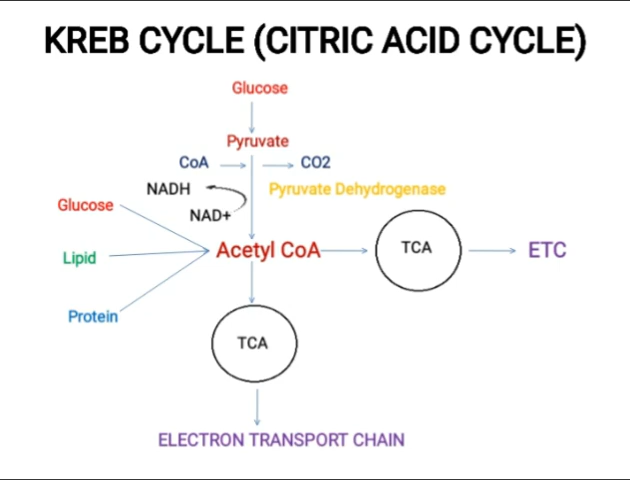 KREB CYCLE (CITRIC ACID CYCLE)
Glucose
Pyruvate
CoA CO2
NADH Pyruvate Dehydrogenase
NAD+
Glucose
Lipid
Protein
Acetyl CoA TCA ETC
TCA
ELECTRON TRANSPORT CHAIN